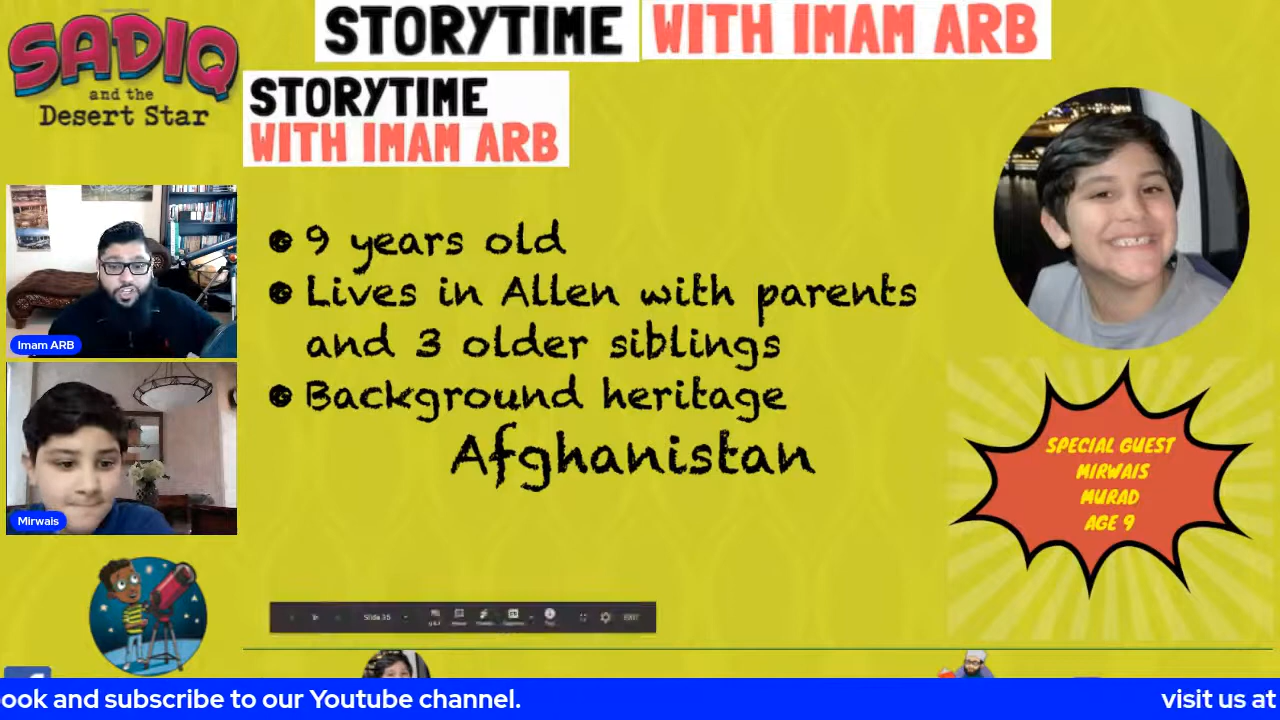 SADIQ
and the
Desert Star
STORYTIME WITH IMAM ARB
STORYTIME
WITH IMAM ARB
Imam ARB
Mirwais
9 years old
Lives in Allen with parents
and 3 older siblings
Background heritage
Afghanistan
SPECIAL GUEST
MIRWAIS
MURAD
AGE 9
Slide 35
ook and subscribe to our Youtube channel.
visit us at